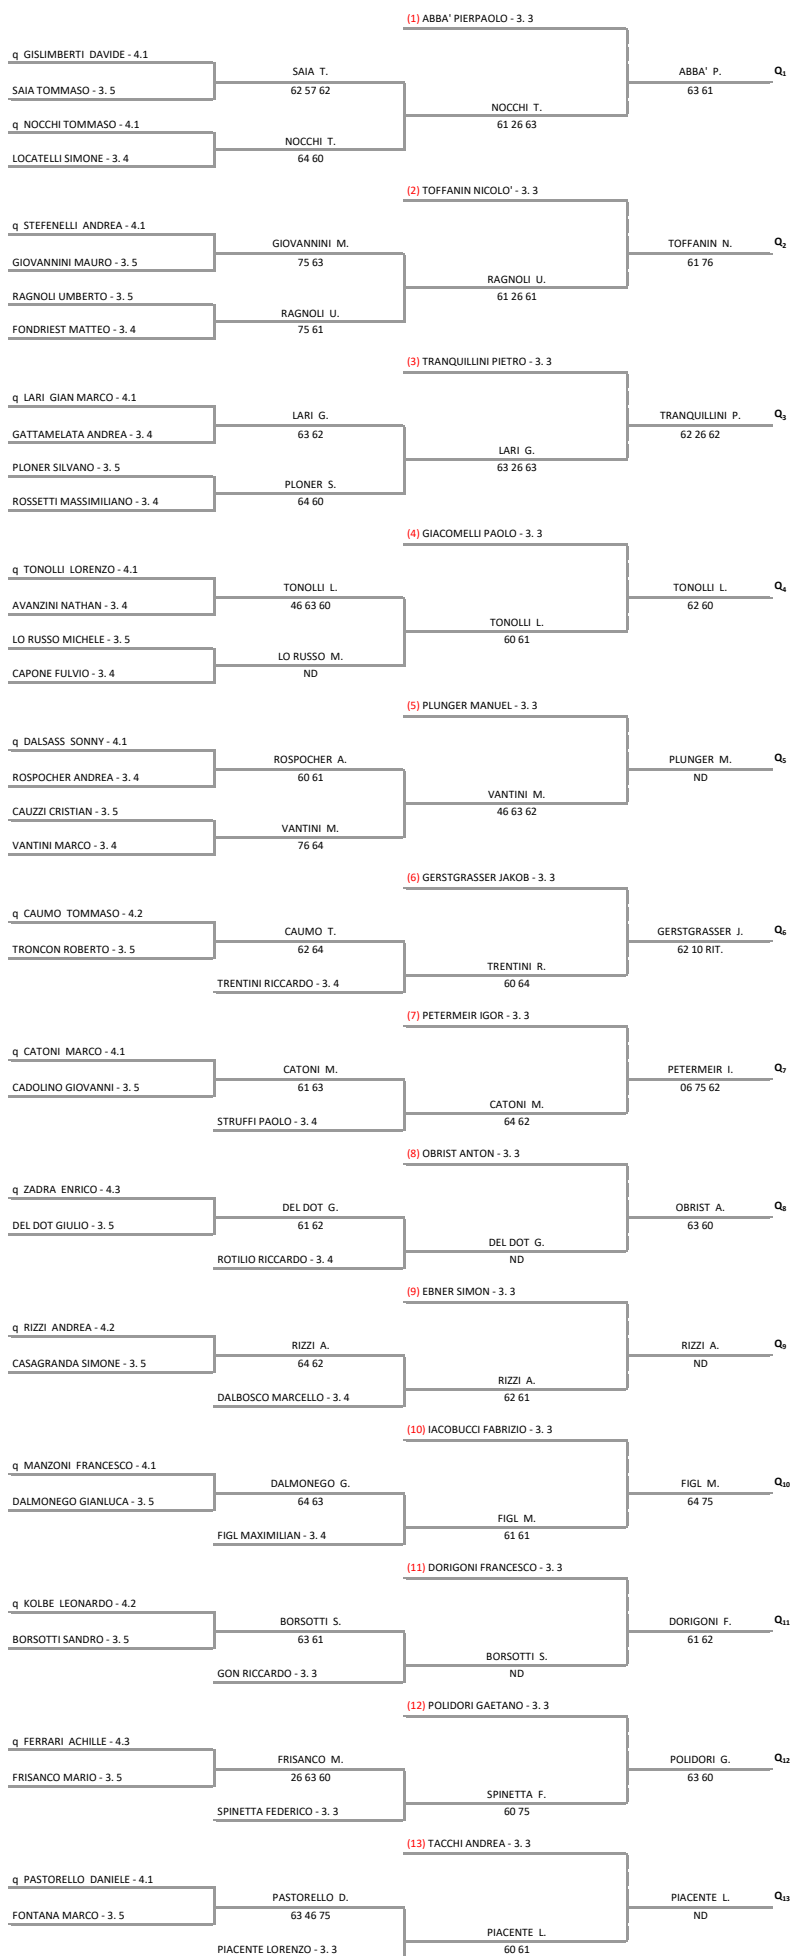 (1) ABBA' PIERPAOLO - 3. 3
q GISLIMBERTI DAVIDE - 4.1
SAIA T.
ABBA' P.
Q1
SAIA TOMMASO - 3. 5
62 57 62
63 61
NOCCHI T.
q NOCCHI TOMMASO - 4.1
61 26 63
NOCCHI T.
LOCATELLI SIMONE - 3. 4
64 60
(2) TOFFANIN NICOLO' - 3. 3
q STEFENELLI ANDREA - 4.1
GIOVANNINI M.
TOFFANIN N.
Q2
GIOVANNINI MAURO - 3. 5
75 63
61 76
RAGNOLI U.
RAGNOLI UMBERTO - 3. 5
61 26 61
RAGNOLI U.
FONDRIEST MATTEO - 3. 4
75 61
(3) TRANQUILLINI PIETRO - 3. 3
q LARI GIAN MARCO - 4.1
LARI G.
TRANQUILLINI P.
Q3
GATTAMELATA ANDREA - 3. 4
63 62
62 26 62
LARI G.
PLONER SILVANO - 3. 5
63 26 63
PLONER S.
ROSSETTI MASSIMILIANO - 3. 4
64 60
(4) GIACOMELLI PAOLO - 3. 3
q TONOLLI LORENZO - 4.1
TONOLLI L.
TONOLLI L.
Q4
AVANZINI NATHAN - 3. 4
46 63 60
62 60
TONOLLI L.
LO RUSSO MICHELE - 3. 5
60 61
LO RUSSO M.
CAPONE FULVIO - 3. 4
ND
(5) PLUNGER MANUEL - 3. 3
q DALSASS SONNY - 4.1
ROSPOCHER A.
PLUNGER M.
Q5
ROSPOCHER ANDREA - 3. 4
60 61
ND
VANTINI M.
CAUZZI CRISTIAN - 3. 5
46 63 62
VANTINI M.
VANTINI MARCO - 3. 4
76 64
(6) GERSTGRASSER JAKOB - 3. 3
q CAUMO TOMMASO - 4.2
CAUMO T.
GERSTGRASSER J.
Q6
TRONCON ROBERTO - 3. 5
62 64
62 10 RIT.
TRENTINI R.
TRENTINI RICCARDO - 3. 4
60 64
(7) PETERMEIR IGOR - 3. 3
q CATONI MARCO - 4.1
CATONI M.
PETERMEIR I.
Q7
CADOLINO GIOVANNI - 3. 5
61 63
06 75 62
CATONI M.
STRUFFI PAOLO - 3. 4
64 62
(8) OBRIST ANTON - 3. 3
q ZADRA ENRICO - 4.3
DEL DOT G.
OBRIST A.
Q8
DEL DOT GIULIO - 3. 5
61 62
63 60
DEL DOT G.
ROTILIO RICCARDO - 3. 4
ND
(9) EBNER SIMON - 3. 3
q RIZZI ANDREA - 4.2
RIZZI A.
RIZZI A.
Q9
CASAGRANDA SIMONE - 3. 5
64 62
ND
RIZZI A.
DALBOSCO MARCELLO - 3. 4
62 61
(10) IACOBUCCI FABRIZIO - 3. 3
q MANZONI FRANCESCO - 4.1
DALMONEGO G.
FIGL M.
Q10
DALMONEGO GIANLUCA - 3. 5
64 63
64 75
FIGL M.
FIGL MAXIMILIAN - 3. 4
61 61
(11) DORIGONI FRANCESCO - 3. 3
q KOLBE LEONARDO - 4.2
BORSOTTI S.
DORIGONI F.
Q11
BORSOTTI SANDRO - 3. 5
63 61
61 62
BORSOTTI S.
GON RICCARDO - 3. 3
ND
(12) POLIDORI GAETANO - 3. 3
q FERRARI ACHILLE - 4.3
FRISANCO M.
POLIDORI G.
Q12
FRISANCO MARIO - 3. 5
26 63 60
63 60
SPINETTA F.
SPINETTA FEDERICO - 3. 3
60 75
(13) TACCHI ANDREA - 3. 3
q PASTORELLO DANIELE - 4.1
PASTORELLO D.
PIACENTE L.
Q13
FONTANA MARCO - 3. 5
63 46 75
ND
PIACENTE L.
PIACENTE LORENZO - 3. 3
60 61